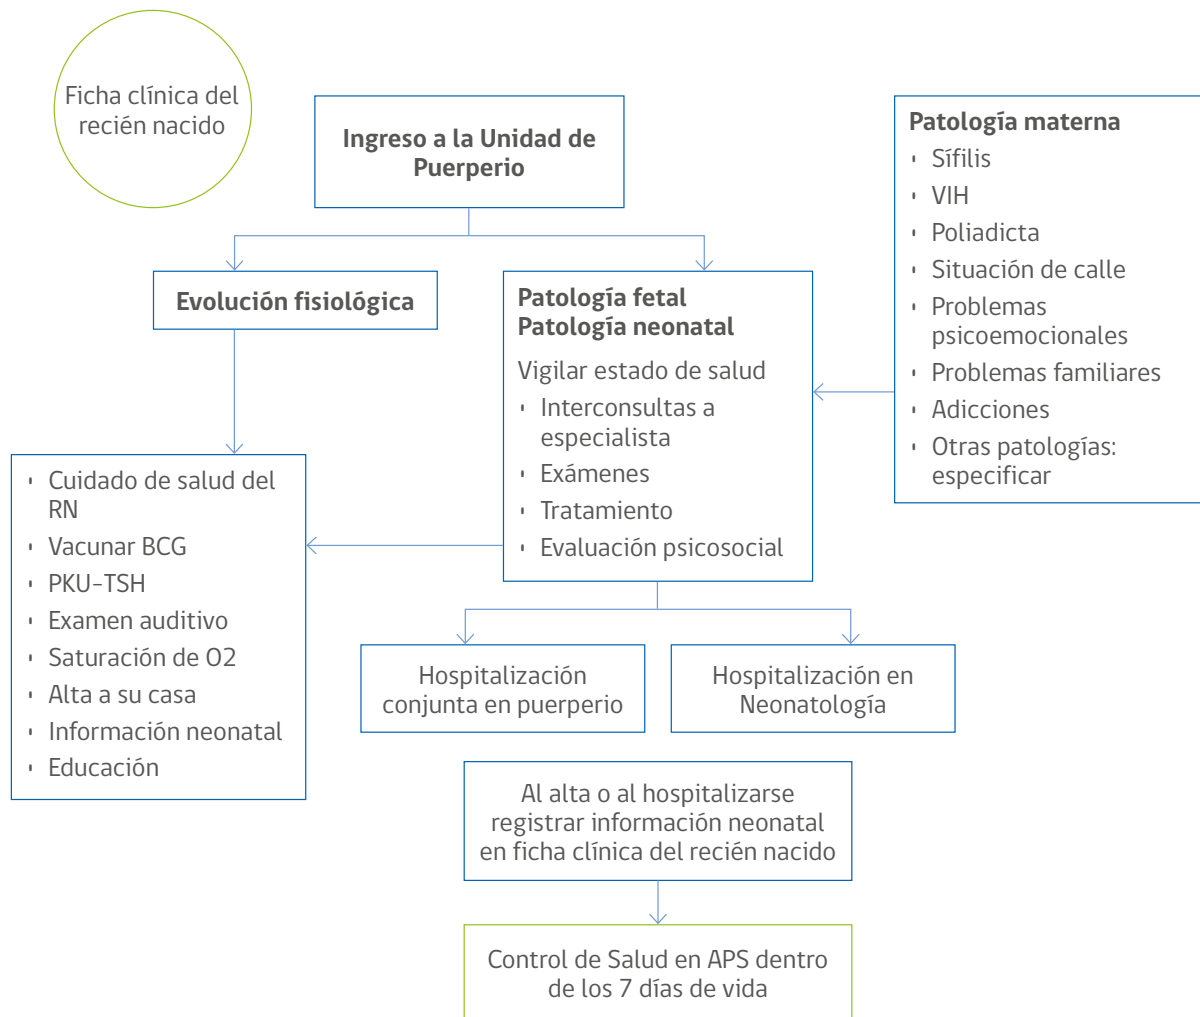 Ficha clínica del
recién nacido
Ingreso a la Unidad de
Puerperio
Patología materna
• Sífilis
• VIH
• Poliadicta
• Situación de calle
• Problemas
psicoemocionales
• Problemas familiares
• Adicciones
• Otras patologías:
especificar
Evolución fisiológica
Patología fetal
Patología neonatal
Vigilar estado de salud
• Interconsultas a
especialista
• Exámenes
• Tratamiento
• Evaluación psicosocial
• Cuidado de salud del
RN
• Vacunar BCG
• PKU-TSH
• Examen auditivo
• Saturación de O2
• Alta a su casa
• Información neonatal
• Educación
Hospitalización
conjunta en puerperio
Hospitalización en
Neonatología
Al alta o al hospitalizarse
registrar información neonatal
en ficha clínica del recién nacido
Control de Salud en APS dentro
de los 7 días de vida